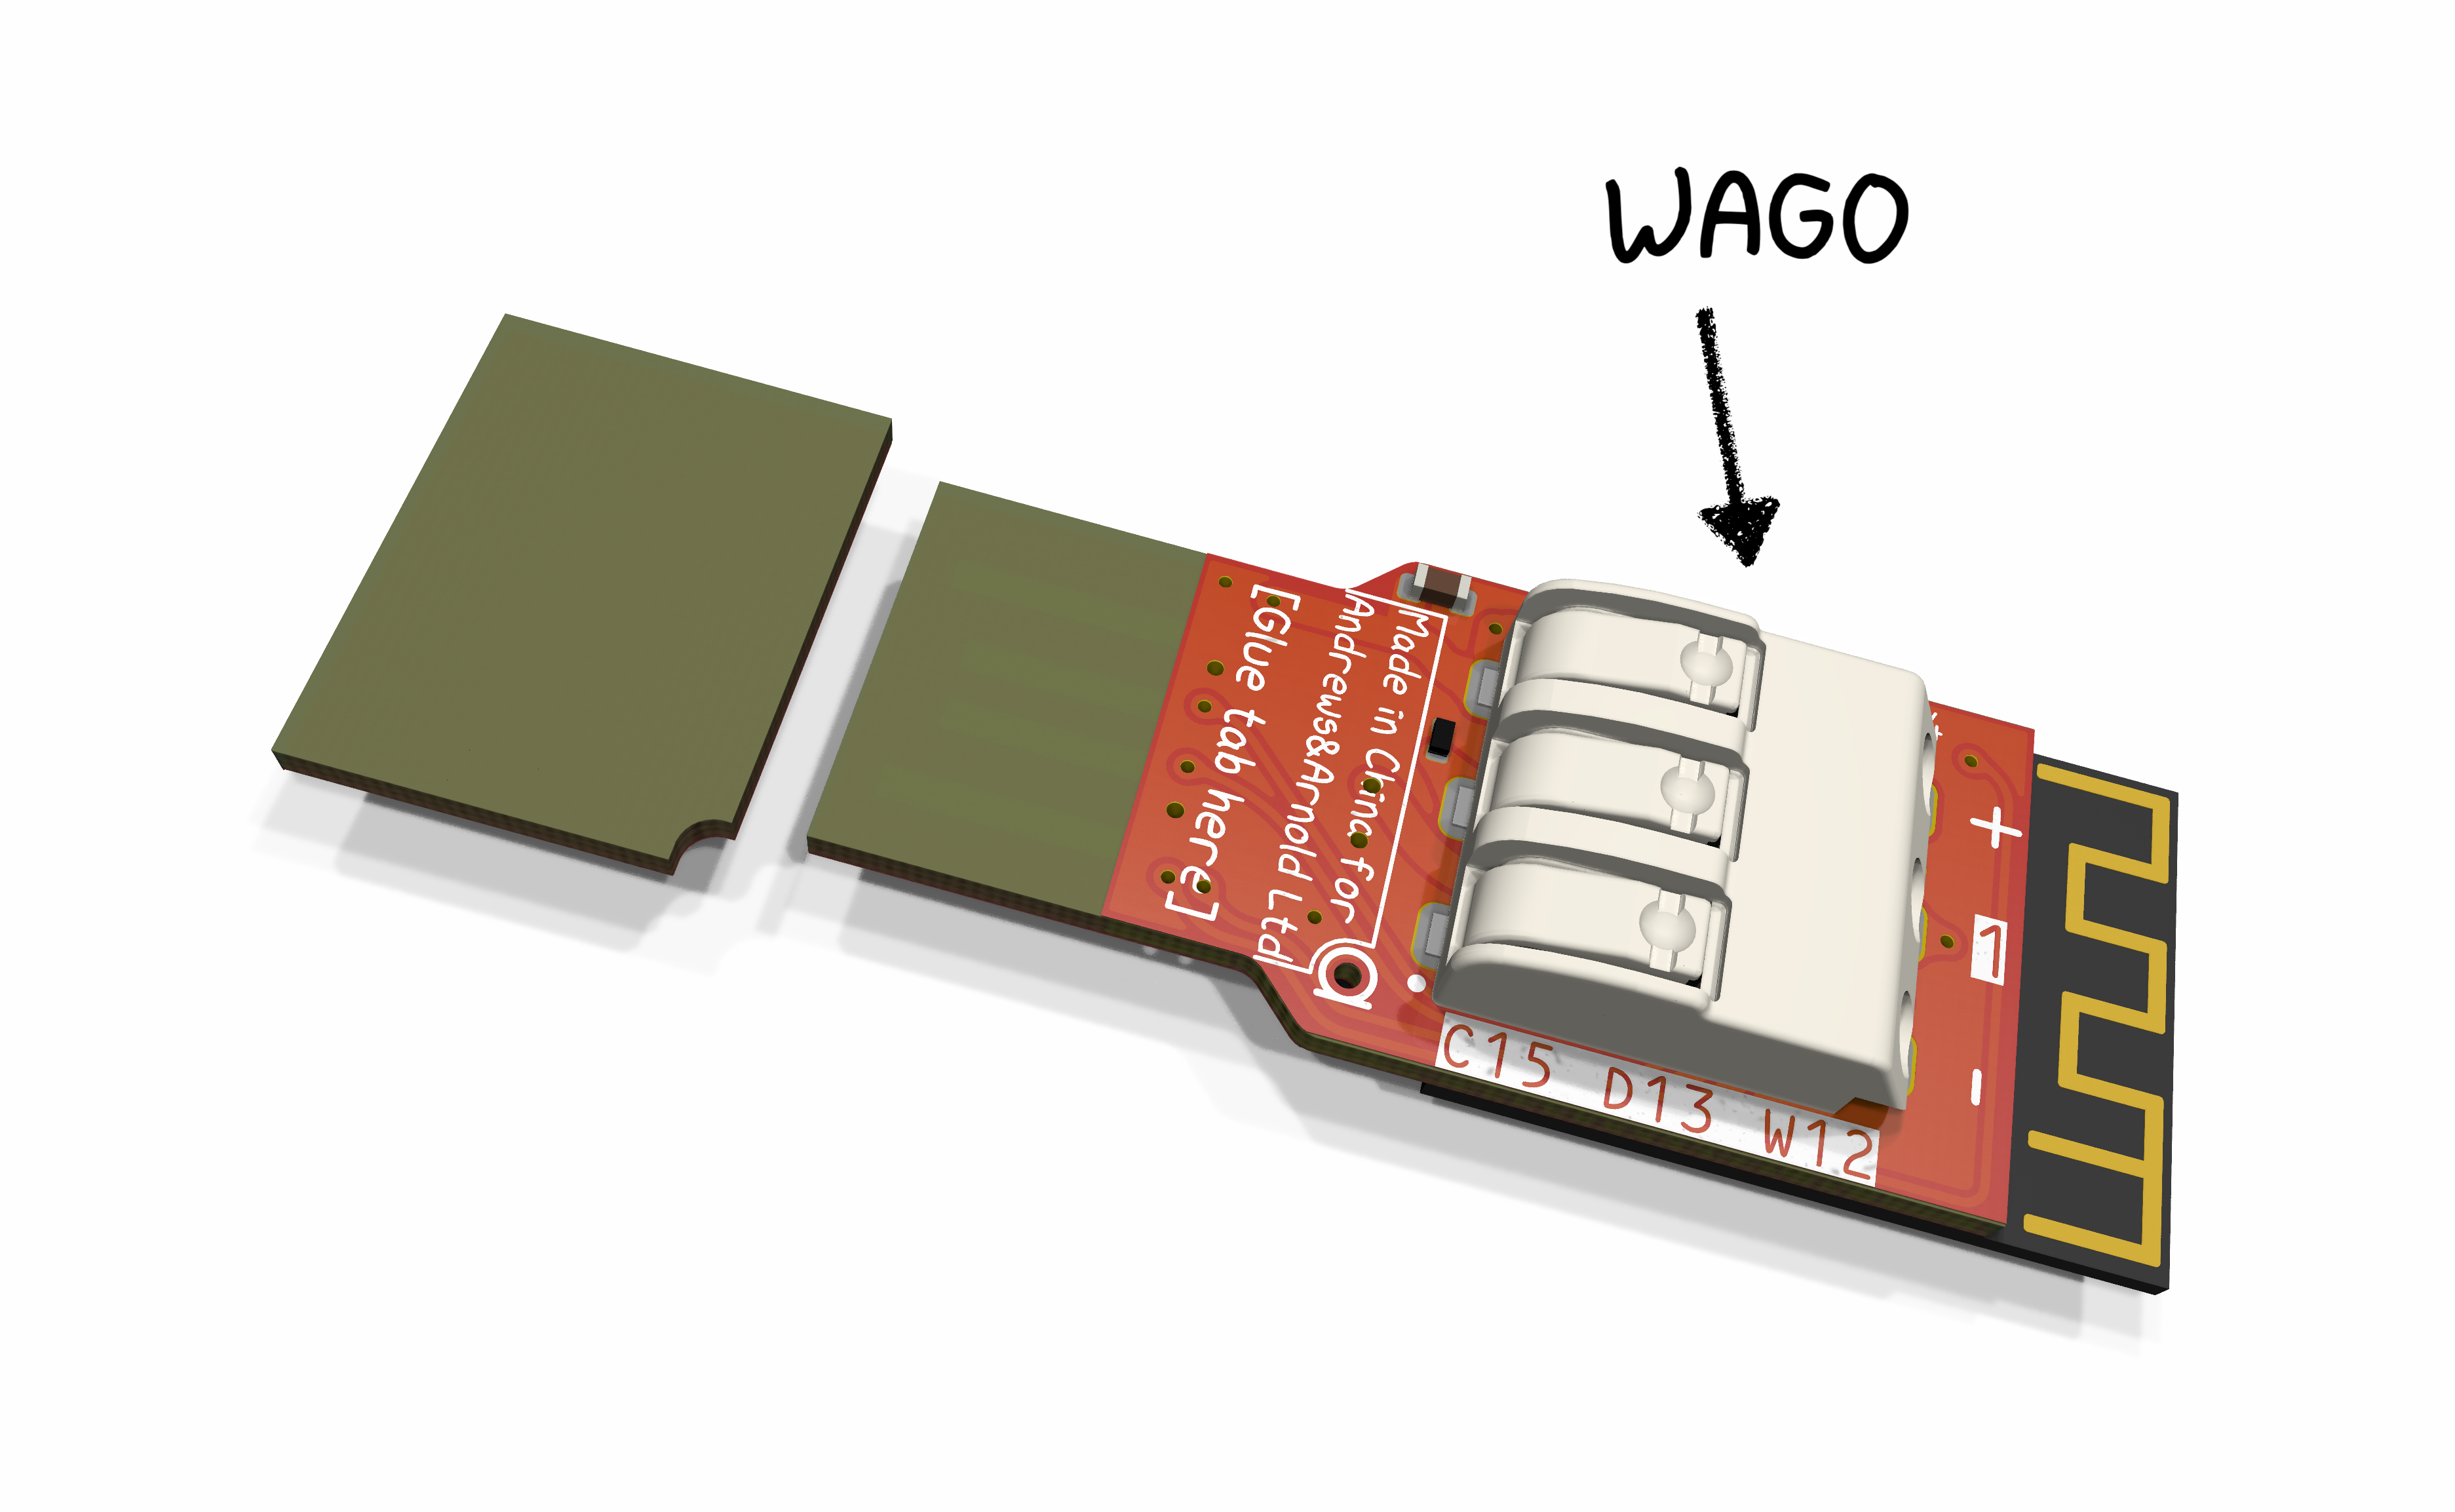 WAGO
[Glue tab here]
Made in China for
Andrews&Arnold Ltd
+
1
-
C15 D13 W12